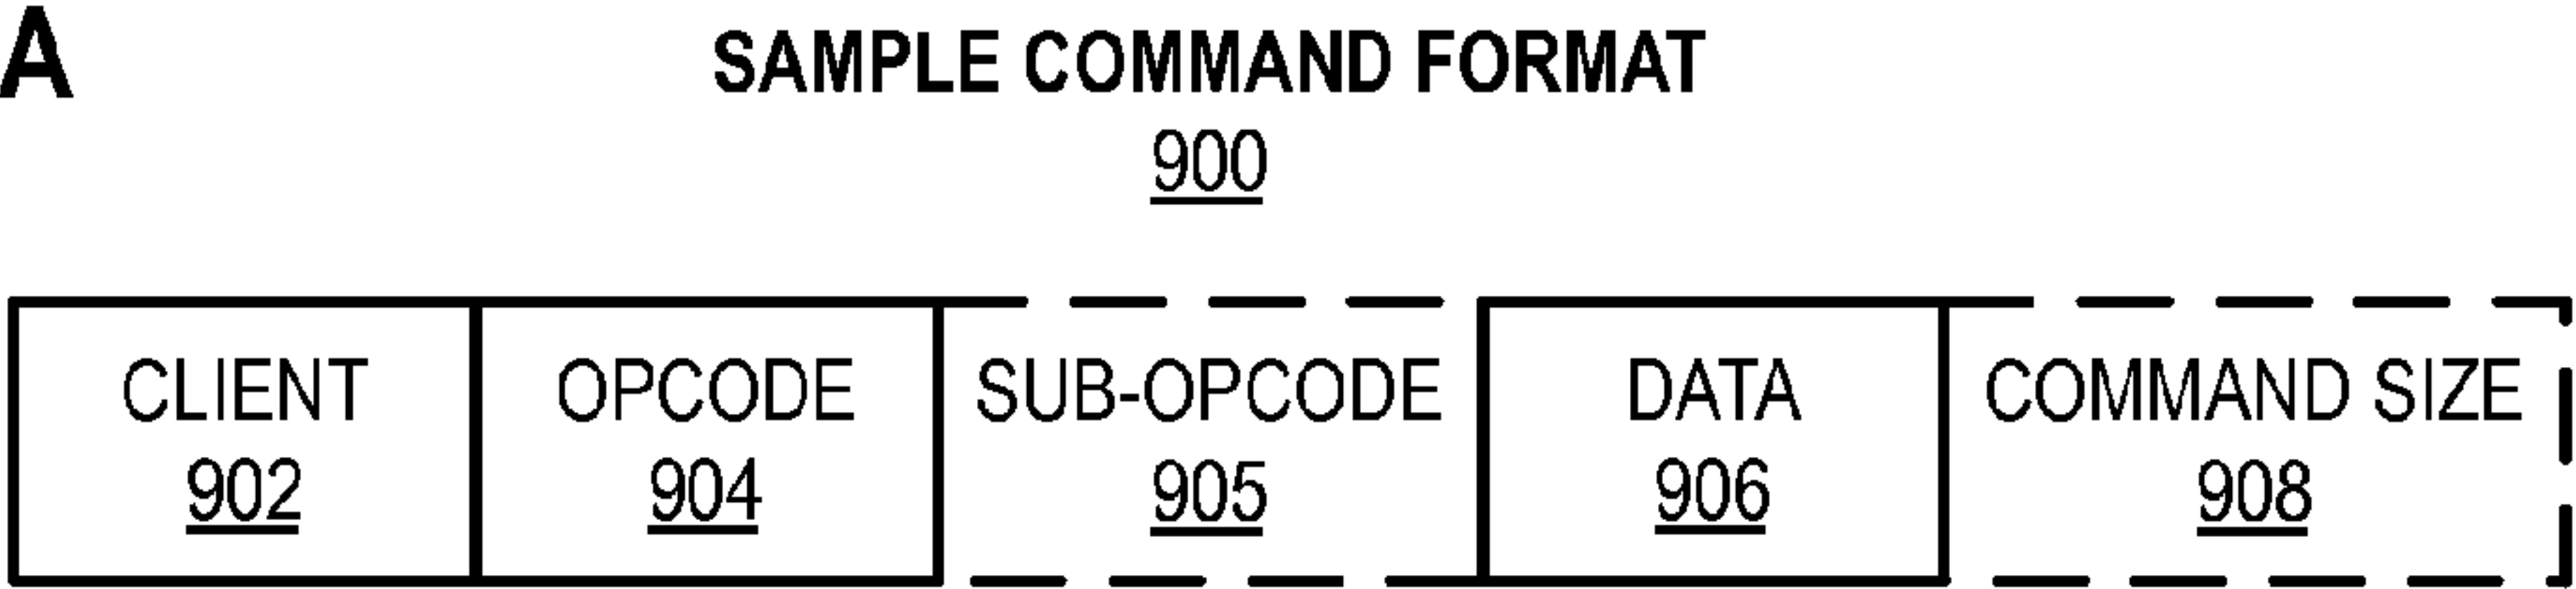 A
SAMPLE COMMAND FORMAT
900
CLIENT
902
OPCODE
904
SUB-OPCODE
905
DATA
906
COMMAND SIZE
908